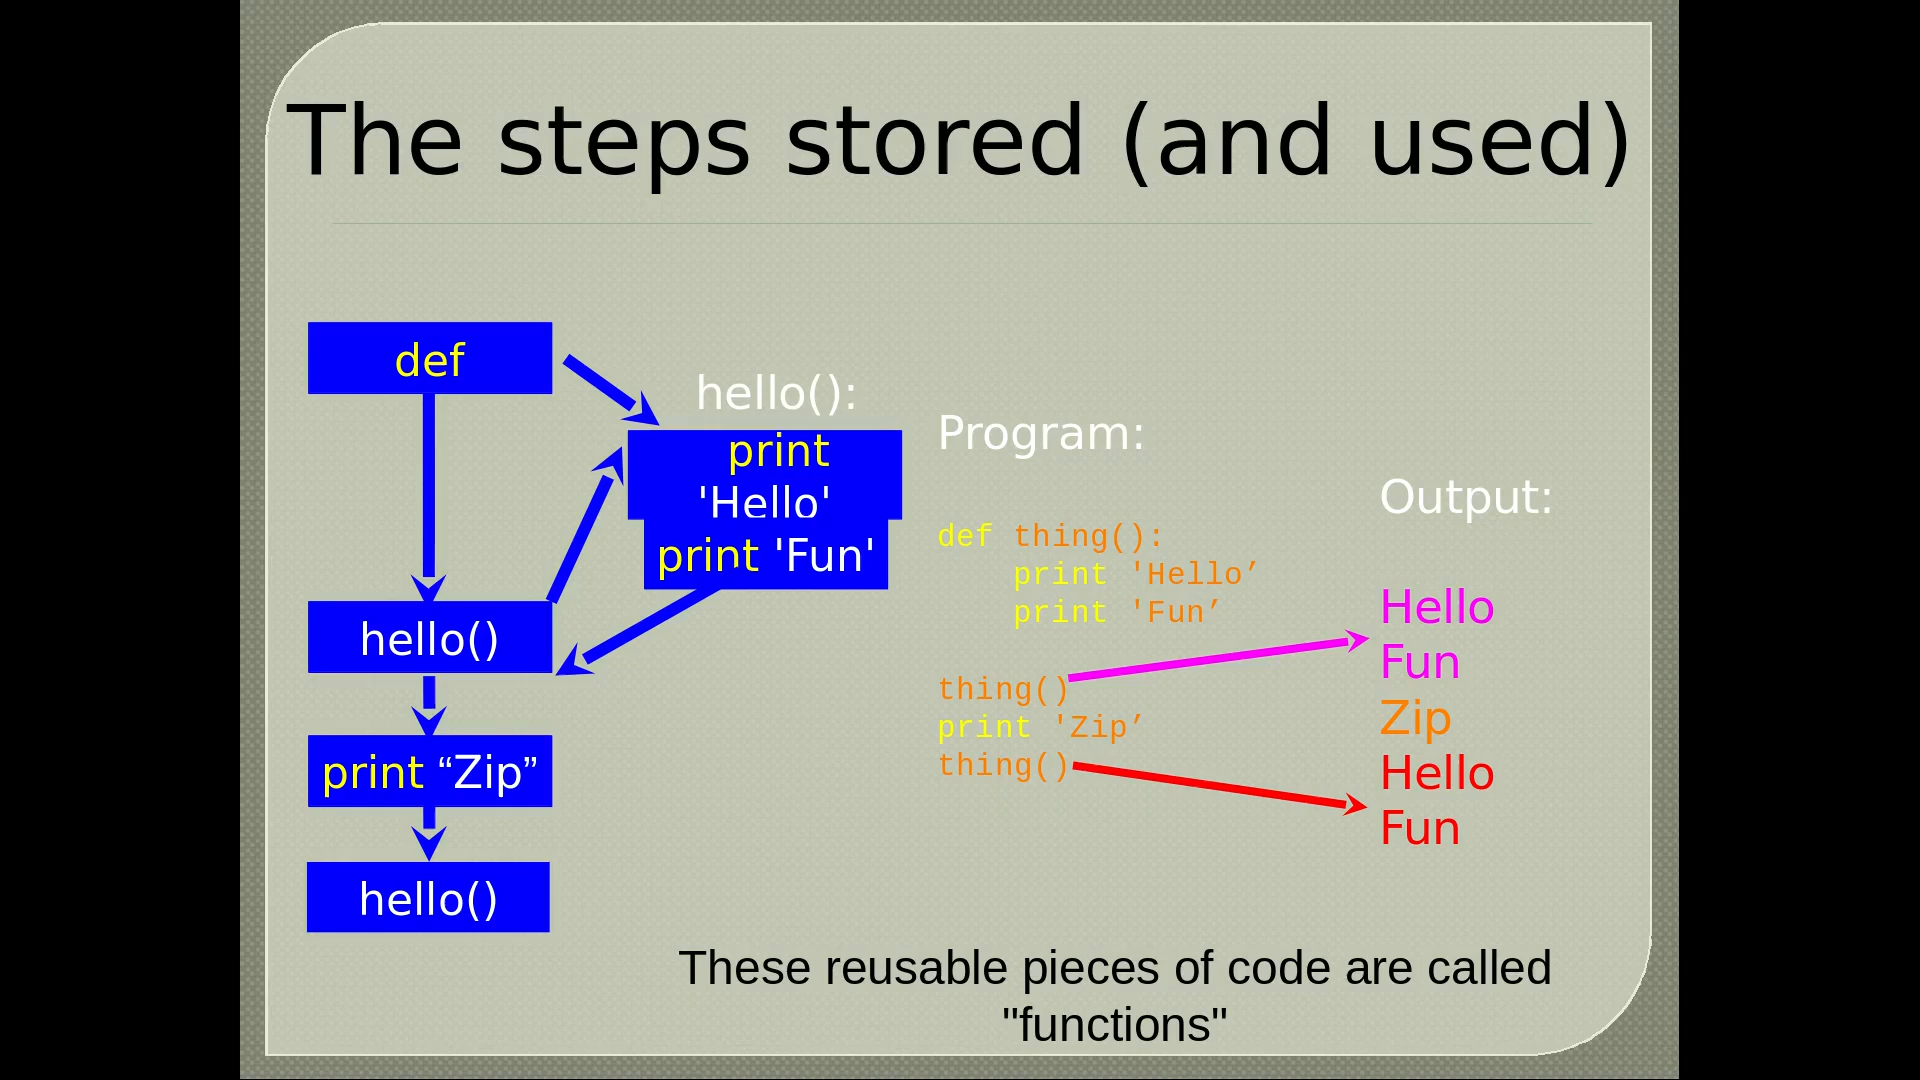 The steps stored (and used)
def
hello():
print
'Hello'
print 'Fun'
hello()
print “Zip”
hello()
Program:
def thing():
print 'Hello’
print 'Fun’
thing()
print 'Zip’
thing()
Output:
Hello
Fun
Zip
Hello
Fun
These reusable pieces of code are called
"functions"